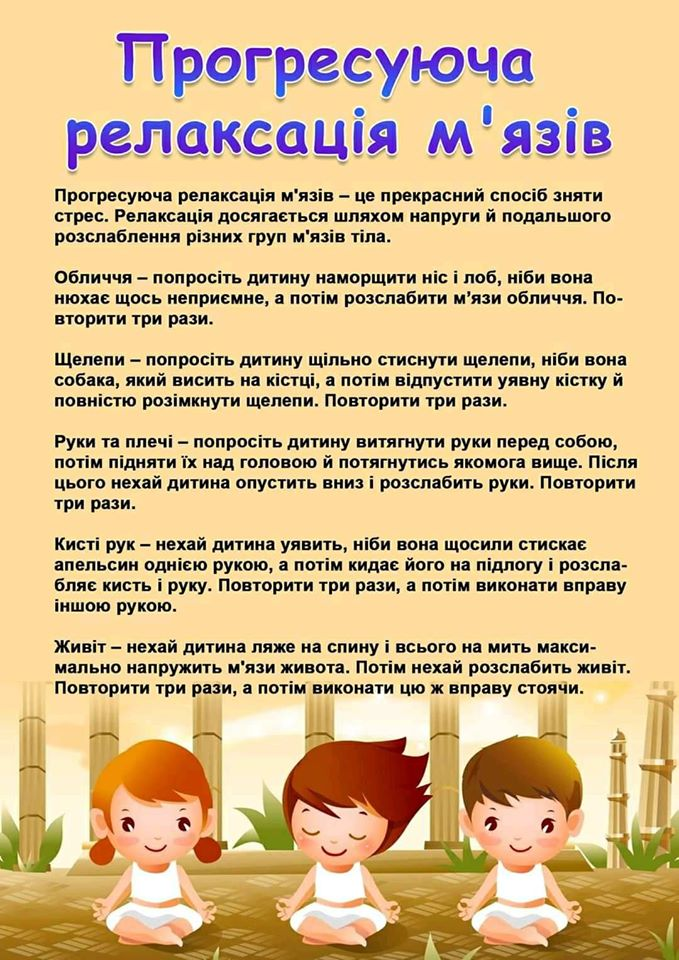 Прогресуюча
релаксація м'язів
Прогресуюча релаксація м'язів – це прекрасний спосіб зняти
стрес. Релаксація досягається шляхом напруги й подальшого
розслаблення різних груп м'язів тіла.
Обличчя – попросіть дитину наморщити ніс і лоб, ніби вона
нюхає щось неприємне, а потім розслабити м’язи обличчя. По-
вторити три рази.
Щелепи – попросіть дитину щільно стиснути щелепи, ніби вона
собака, який висить на кістці, а потім відпустити уявну кістку й
повністю розімкнути щелепи. Повторити три рази.
Руки та плечі – попросіть дитину витягнути руки перед собою,
потім підняти їх над головою й потягнутись якомога вище. Після
цього нехай дитина опустить вниз і розслабить руки. Повторити
три рази.
Кисті рук – нехай дитина уявить, ніби вона щосили стискає
апельсин однією рукою, а потім кидає його на підлогу і розсла-
бляє кисть і руку. Повторити три рази, а потім виконати вправу
іншою рукою.
Живіт – нехай дитина ляже на спину і всього на мить макси-
мально напружить м'язи живота. Потім нехай розслабить живіт.
Повторити три рази, а потім виконати цю ж вправу стоячи.